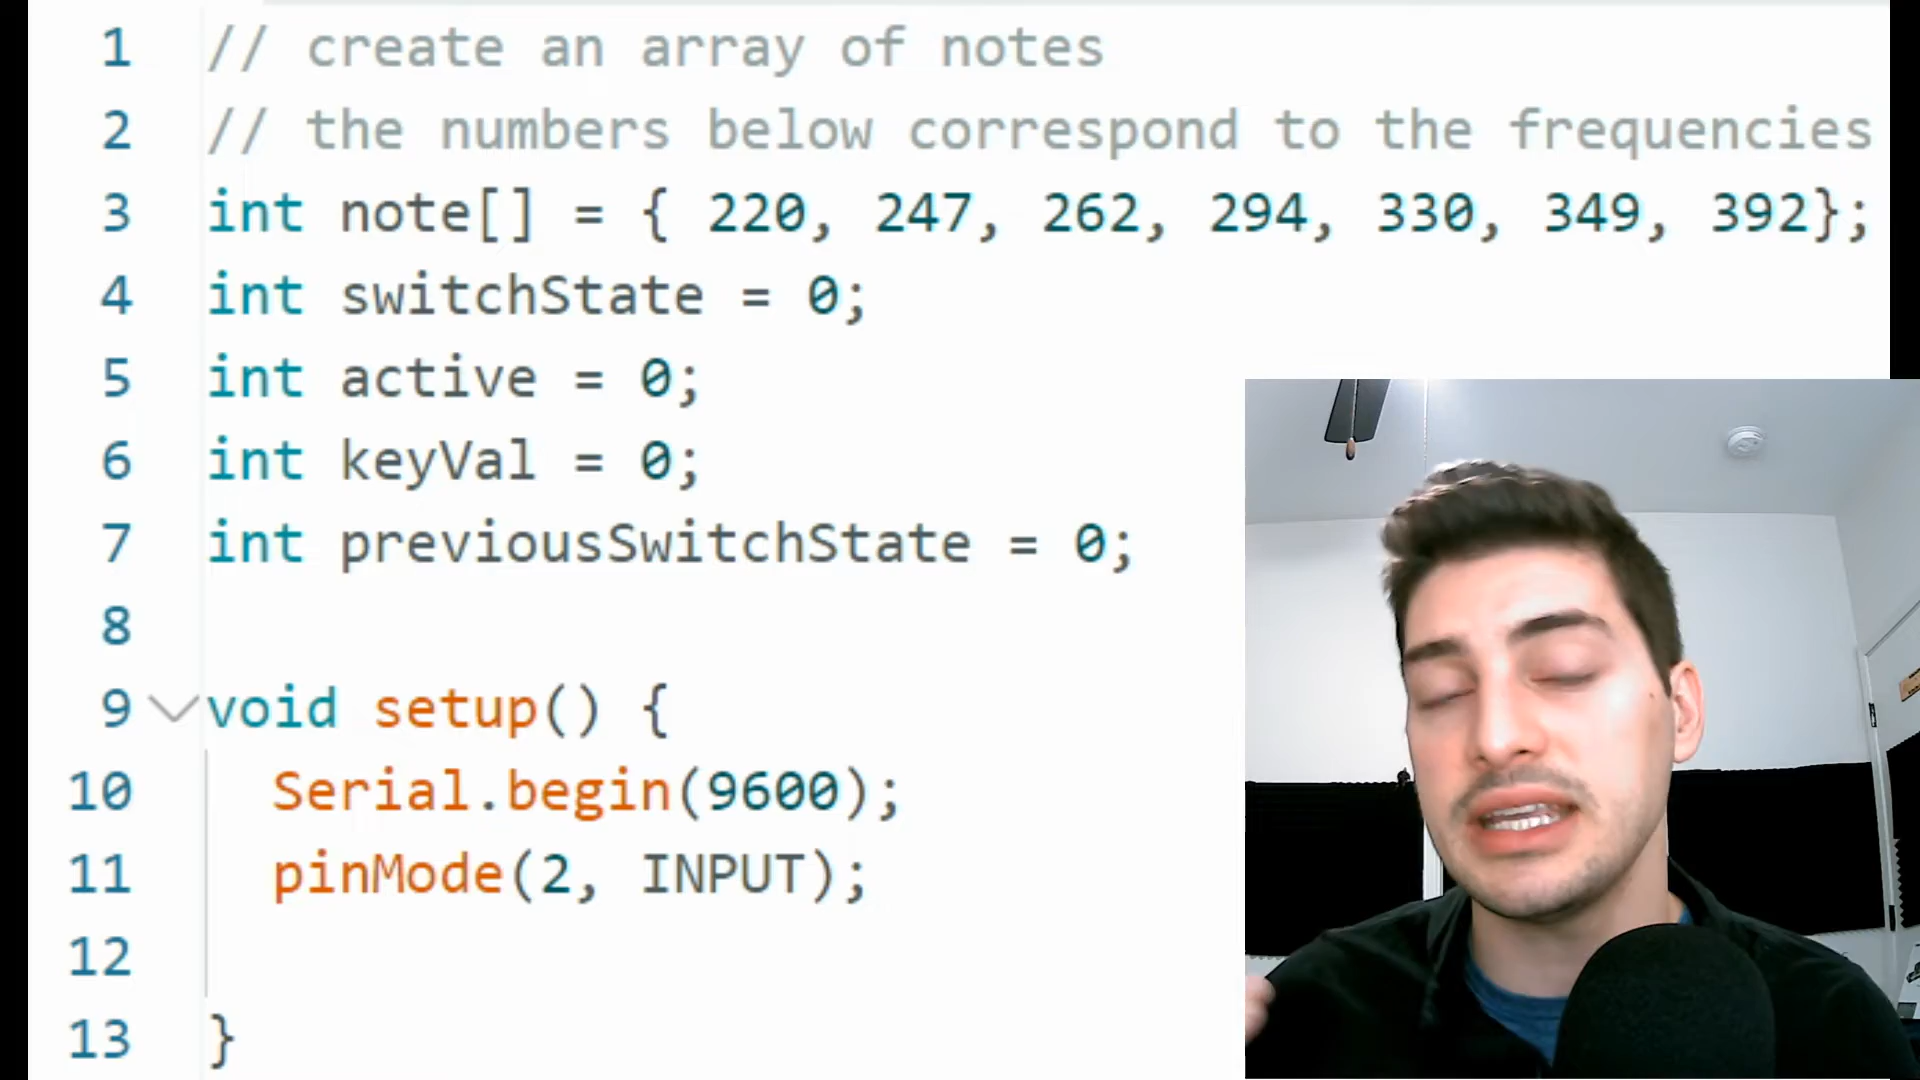 1 // create an array of notes
2 // the numbers below correspond to the frequencies
3 int note[] = { 220, 247, 262, 294, 330, 349, 392};
4 int switchState = 0;
5 int active = 0;
6 int keyVal = 0;
7 int previousSwitchState = 0;
8
9 void setup() {
10 Serial.begin(9600);
11 pinMode(2, INPUT);
12
13 }